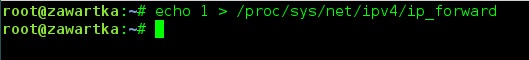 root@zawartka:~# echo 1 > /proc/sys/net/ipv4/ip_forward
root@zawartka:~#